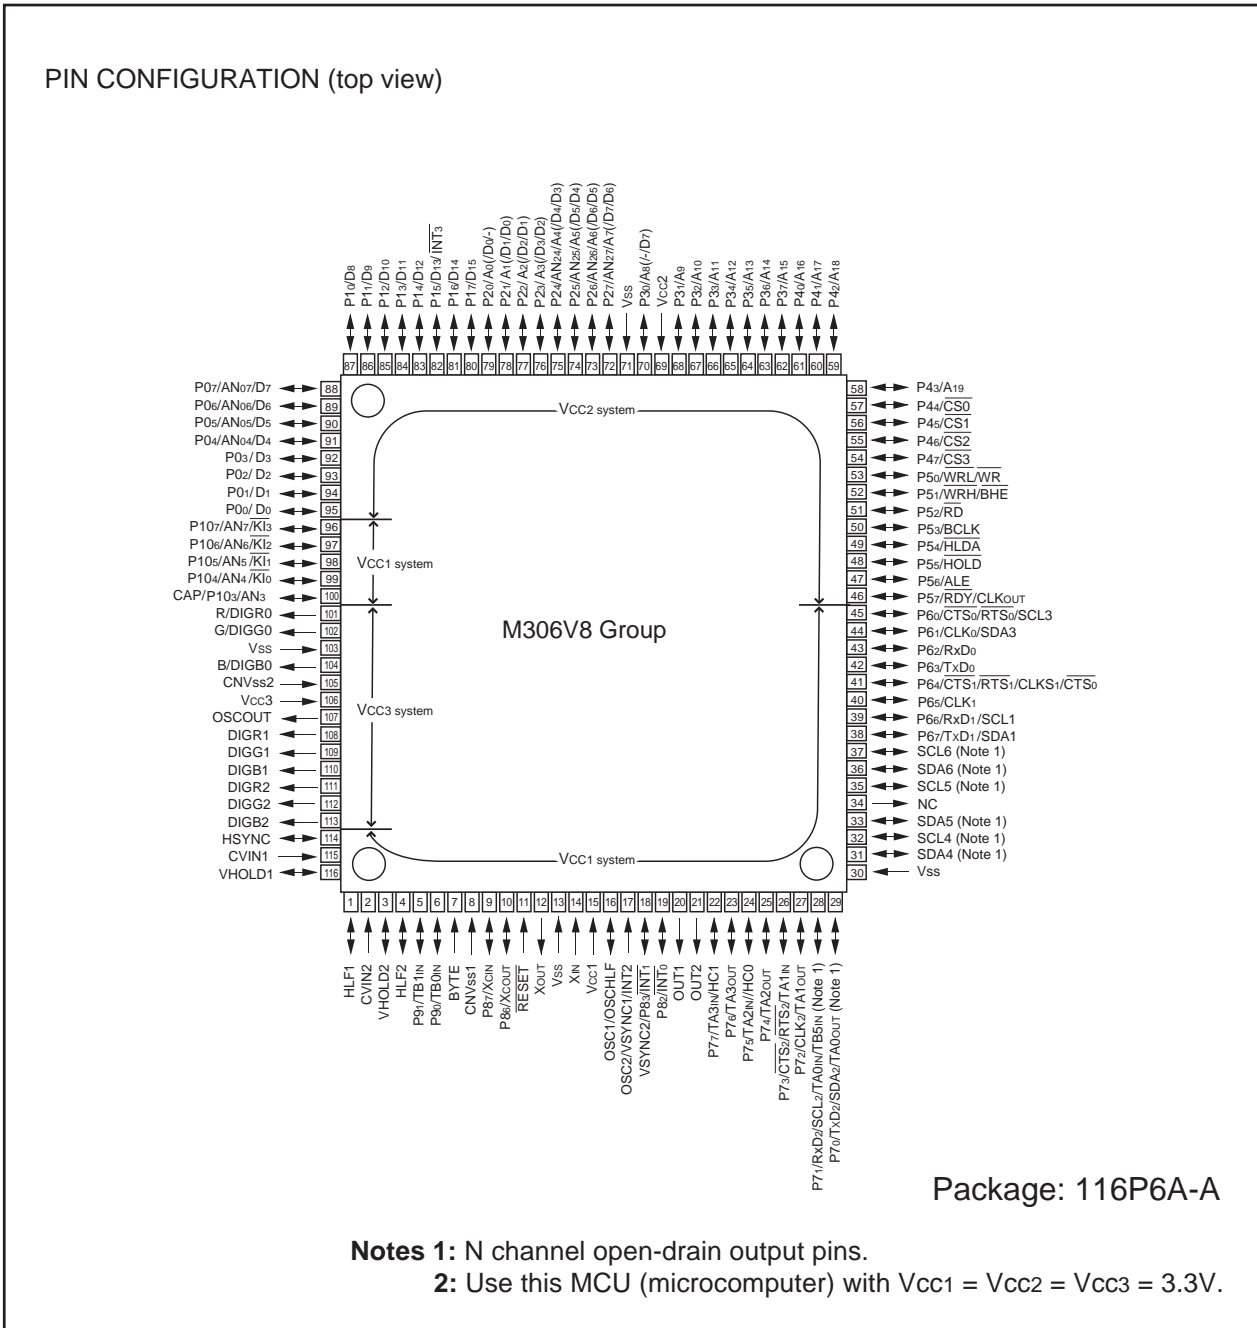 PIN CONFIGURATION (top view)
P10/D8
P11/D9
P12/D10
P13/D11
P14/D12
P15/D13/INT3
P16/D14
P17/D15
P20/A0(/D0/-)
P21/A1(/D1/D0)
P22/A2(/D2/D1)
P23/A3(/D3/D2)
P24/AN24/A4(/D4/D3)
P25/AN25/A5(/D5/D4)
P26/AN26/A6(/D6/D5)
P27/AN27/A7(/D7/D6)
Vss
P30/A8(/-/D7)
Vcc2
P31/A9
P32/A10
P33/A11
P34/A12
P35/A13
P36/A14
P37/A15
P40/A16
P41/A17
P42/A18
87 86 85 84 83 82 81 80 79 78 77 76 75 74 73 72 71 70 69 68 67 66 65 64 63 62 61 60 59
P07/AN07/D7 88
P06/AN06/D6 89
P05/AN05/D5 90
P04/AN04/D4 91
P03/ D3 92
P02/ D2 93
P01/ D1 94
P00/ D0 95
P107/AN7/KI3 96
P106/AN6/KI2 97
P105/AN5/KI1 98
P104/AN4/KI0 99
CAP/P103/AN3 100
R/DIGR0 101
G/DIGG0 102
Vss 103
B/DIGB0 104
CNVss2 105
Vcc3 106
OSCOUT 107
DIGR1 108
DIGG1 109
DIGB1 110
DIGR2 111
DIGG2 112
DIGB2 113
HSYNC 114
CVIN1 115
VHOLD1 116
VCC2 system
VCC1 system
M306V8 Group
VCC3 system
VCC1 system
58 P43/A19
57 P44/CS0
56 P45/CS1
55 P46/CS2
54 P47/CS3
53 P50/WRL/WR
52 P51/WRH/BHE
51 P52/RD
50 P53/BCLK
49 P54/HLDA
48 P55/HOLD
47 P56/ALE
46 P57/RDY/CLKOUT
45 P60/CTS0/RTS0/SCL3
44 P61/CLK0/SDA3
43 P62/RxD0
42 P63/TxD0
41 P64/CTS1/RTS1/CLKS1/CTS0
40 P65/CLK1
39 P66/RxD1/SCL1
38 P67/TxD1/SDA1
37 SCL6 (Note 1)
36 SDA6 (Note 1)
35 SCL5 (Note 1)
34 NC
33 SDA5 (Note 1)
32 SCL4 (Note 1)
31 SDA4 (Note 1)
30 Vss
1 2 3 4 5 6 7 8 9 10 11 12 13 14 15 16 17 18 19 20 21 22 23 24 25 26 27 28 29
HLF1
CVIN2
VHOLD2
HLF2
P91/TB1IN
P90/TB0IN
BYTE
CNVss1
P87/XCIN
P86/XCOUT
RESET
XOUT
Vss
XIN
Vcc1
OSC1/OSCHLF
OSC2/VSYNC1/INT2
VSYNC2/P83/INT1
P82/INT0
OUT1
OUT2
P77/TA3IN/HC1
P76/TA3OUT
P75/TA2IN//HC0
P74/TA2OUT
P73/CTS2/RTS2/TA1IN
P72/CLK2/TA1OUT
P71/RxD2/SCL2/TA0IN/TB5IN (Note 1)
P70/TxD2/SDA2/TA0OUT (Note 1)
Package: 116P6A-A
Notes 1: N channel open-drain output pins.
2: Use this MCU (microcomputer) with Vcc1 = Vcc2 = Vcc3 = 3.3V.